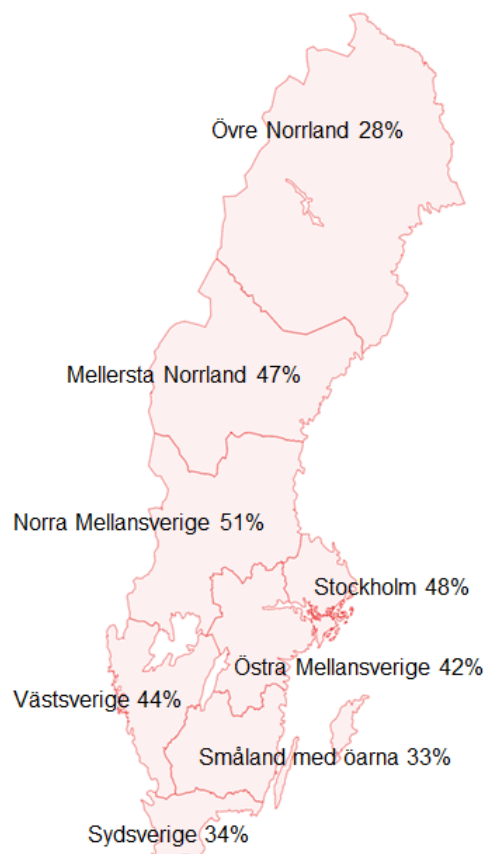 Övre Norrland 28%
Mellersta Norrland 47%
Norra Mellansverige 51%
Stockholm 48%
Östra Mellansverige 42%
Västsverige 44%
Småland med öarna 33%
Sydsverige 34%